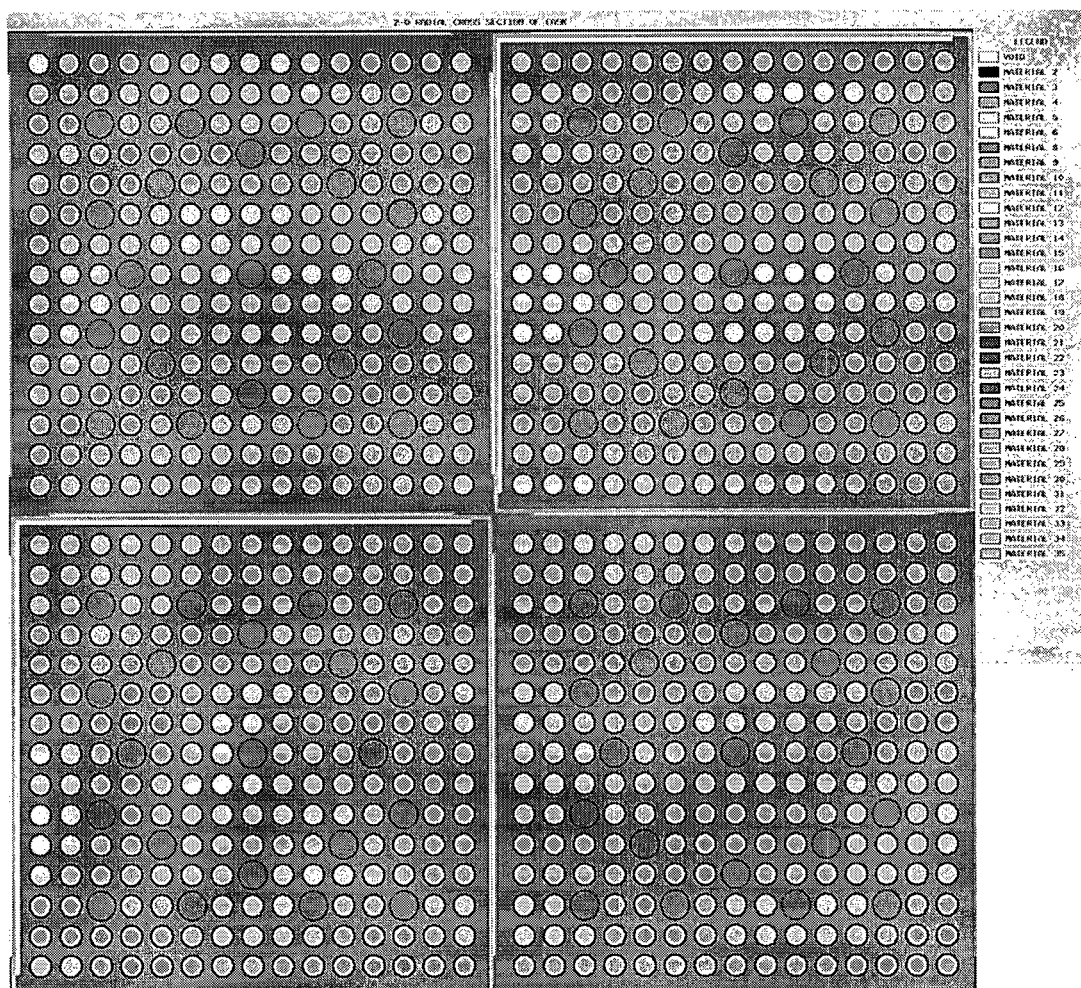 2-D RADIAL CROSS SECTION OF CASK
LEGEND
VOID
MATERIAL 2
MATERIAL 3
MATERIAL 4
MATERIAL 5
MATERIAL 6
MATERIAL 8
MATERIAL 9
MATERIAL 10
MATERIAL 11
MATERIAL 12
MATERIAL 13
MATERIAL 14
MATERIAL 15
MATERIAL 16
MATERIAL 17
MATERIAL 18
MATERIAL 19
MATERIAL 20
MATERIAL 21
MATERIAL 22
MATERIAL 23
MATERIAL 24
MATERIAL 25
MATERIAL 26
MATERIAL 27
MATERIAL 28
MATERIAL 29
MATERIAL 30
MATERIAL 31
MATERIAL 32
MATERIAL 33
MATERIAL 34
MATERIAL 35